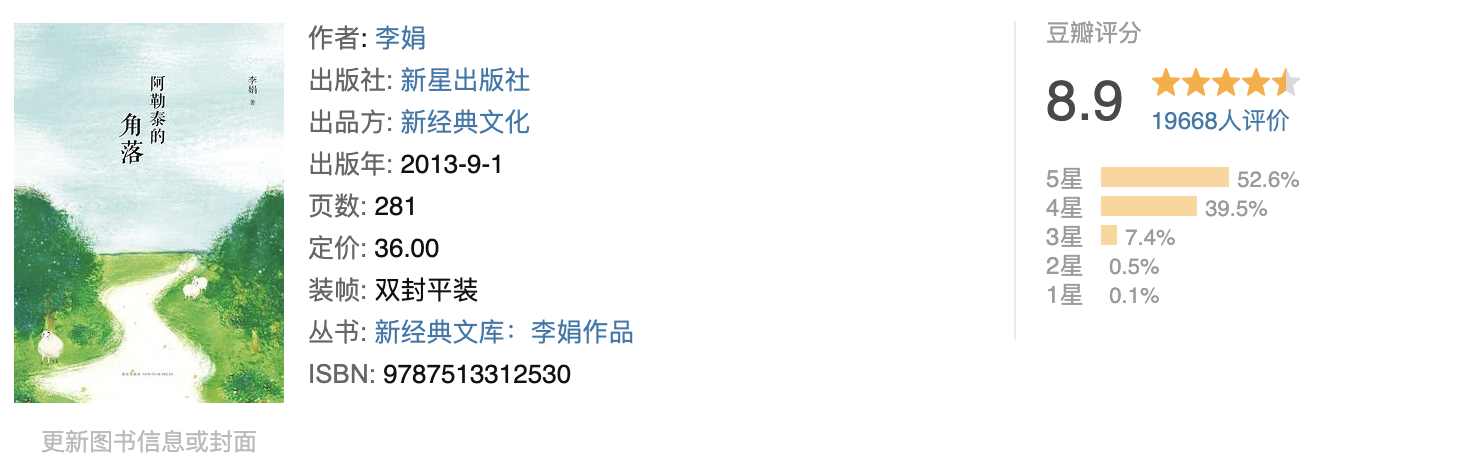 阿勒泰的
角落
李娟 著
作者: 李娟
出版社: 新星出版社
出品方: 新经典文化
出版年: 2013-9-1
页数: 281
定价: 36.00
装帧: 双封平装
丛书: 新经典文库：李娟作品
ISBN: 9787513312530
更新图书信息或封面
豆瓣评分
8.9
19668人评价
5星 52.6%
4星 39.5%
3星 7.4%
2星 0.5%
1星 0.1%